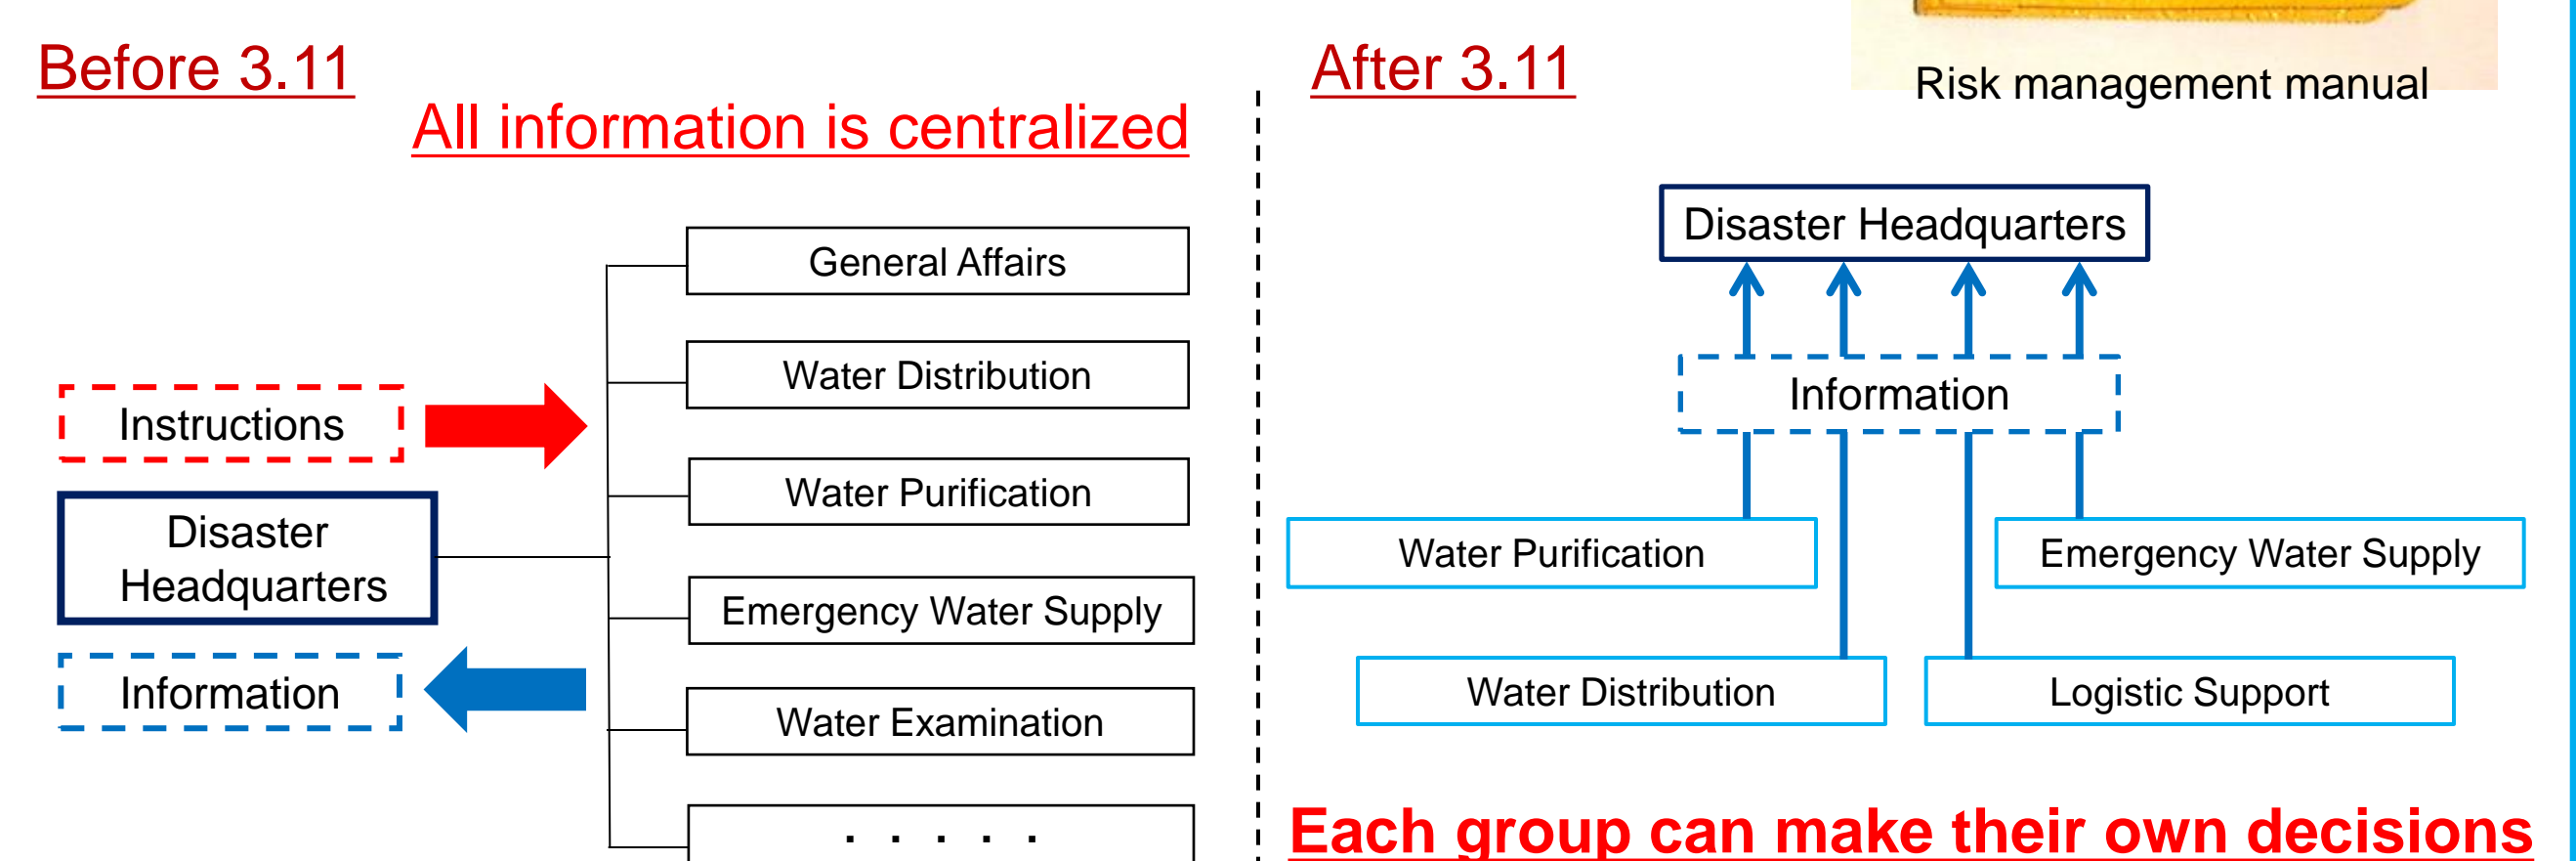 Before 3.11
All information is centralized
General Affairs
Water Distribution
Instructions
Water Purification
Disaster
Headquarters
Emergency Water Supply
Information
Water Examination
. . . . .
After 3.11
Risk management manual
Disaster Headquarters
Information
Water Purification
Emergency Water Supply
Water Distribution
Logistic Support
Each group can make their own decisions